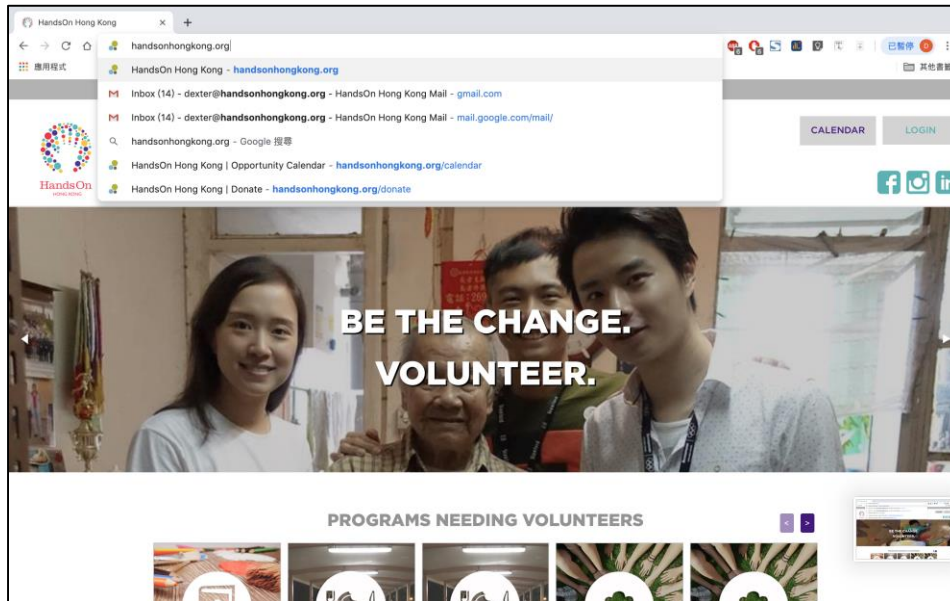 HandsOn Hong Kong
handsonhongkong.org
已暫停 D
應用程式
其他書籤
HandsOn Hong Kong - handsonhongkong.org
Inbox (14) - dexter@handsonhongkong.org - HandsOn Hong Kong Mail - gmail.com
Inbox (14) - dexter@handsonhongkong.org - HandsOn Hong Kong Mail - mail.google.com/mail/
handsonhongkong.org - Google 搜尋
HandsOn Hong Kong | Opportunity Calendar - handsonhongkong.org/calendar
HandsOn Hong Kong | Donate - handsonhongkong.org/donate
HandsOn
HONG KONG
CALENDAR
LOGIN
BE THE CHANGE.
VOLUNTEER.
PROGRAMS NEEDING VOLUNTEERS